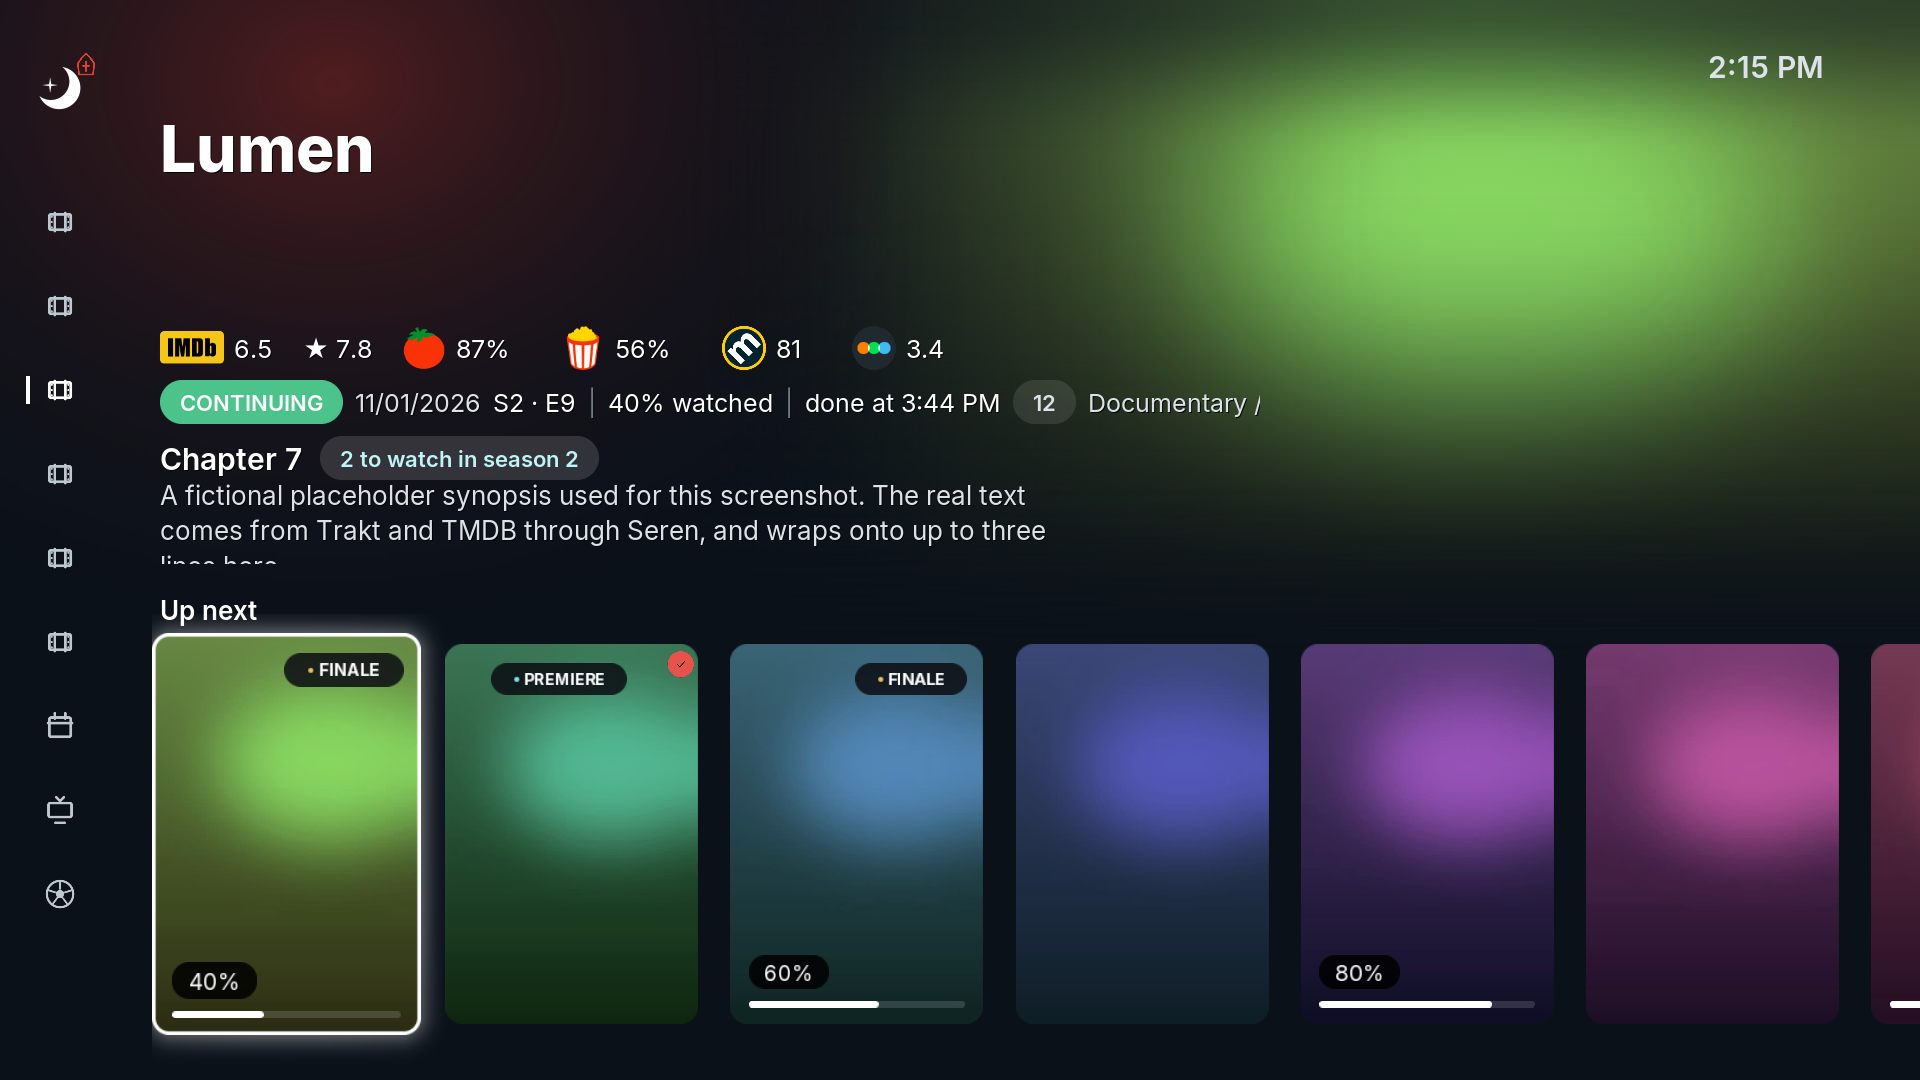 2:15 PM
Lumen
IMDb 6.5 ★ 7.8 87% 56% m 81 3.4
CONTINUING 11/01/2026 S2 · E9 | 40% watched | done at 3:44 PM 12 Documentary /
Chapter 7 2 to watch in season 2
A fictional placeholder synopsis used for this screenshot. The real text
comes from Trakt and TMDB through Seren, and wraps onto up to three
lines here.
Up next
• FINALE
• PREMIERE
• FINALE
40%
60%
80%